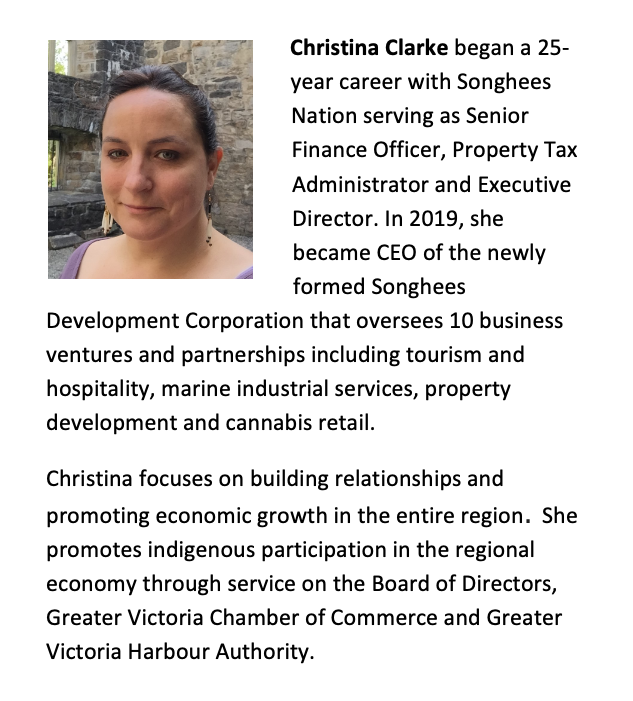 Christina Clarke began a 25-
year career with Songhees
Nation serving as Senior
Finance Officer, Property Tax
Administrator and Executive
Director. In 2019, she
became CEO of the newly
formed Songhees
Development Corporation that oversees 10 business
ventures and partnerships including tourism and
hospitality, marine industrial services, property
development and cannabis retail.
Christina focuses on building relationships and
promoting economic growth in the entire region.  She
promotes indigenous participation in the regional
economy through service on the Board of Directors,
Greater Victoria Chamber of Commerce and Greater
Victoria Harbour Authority.